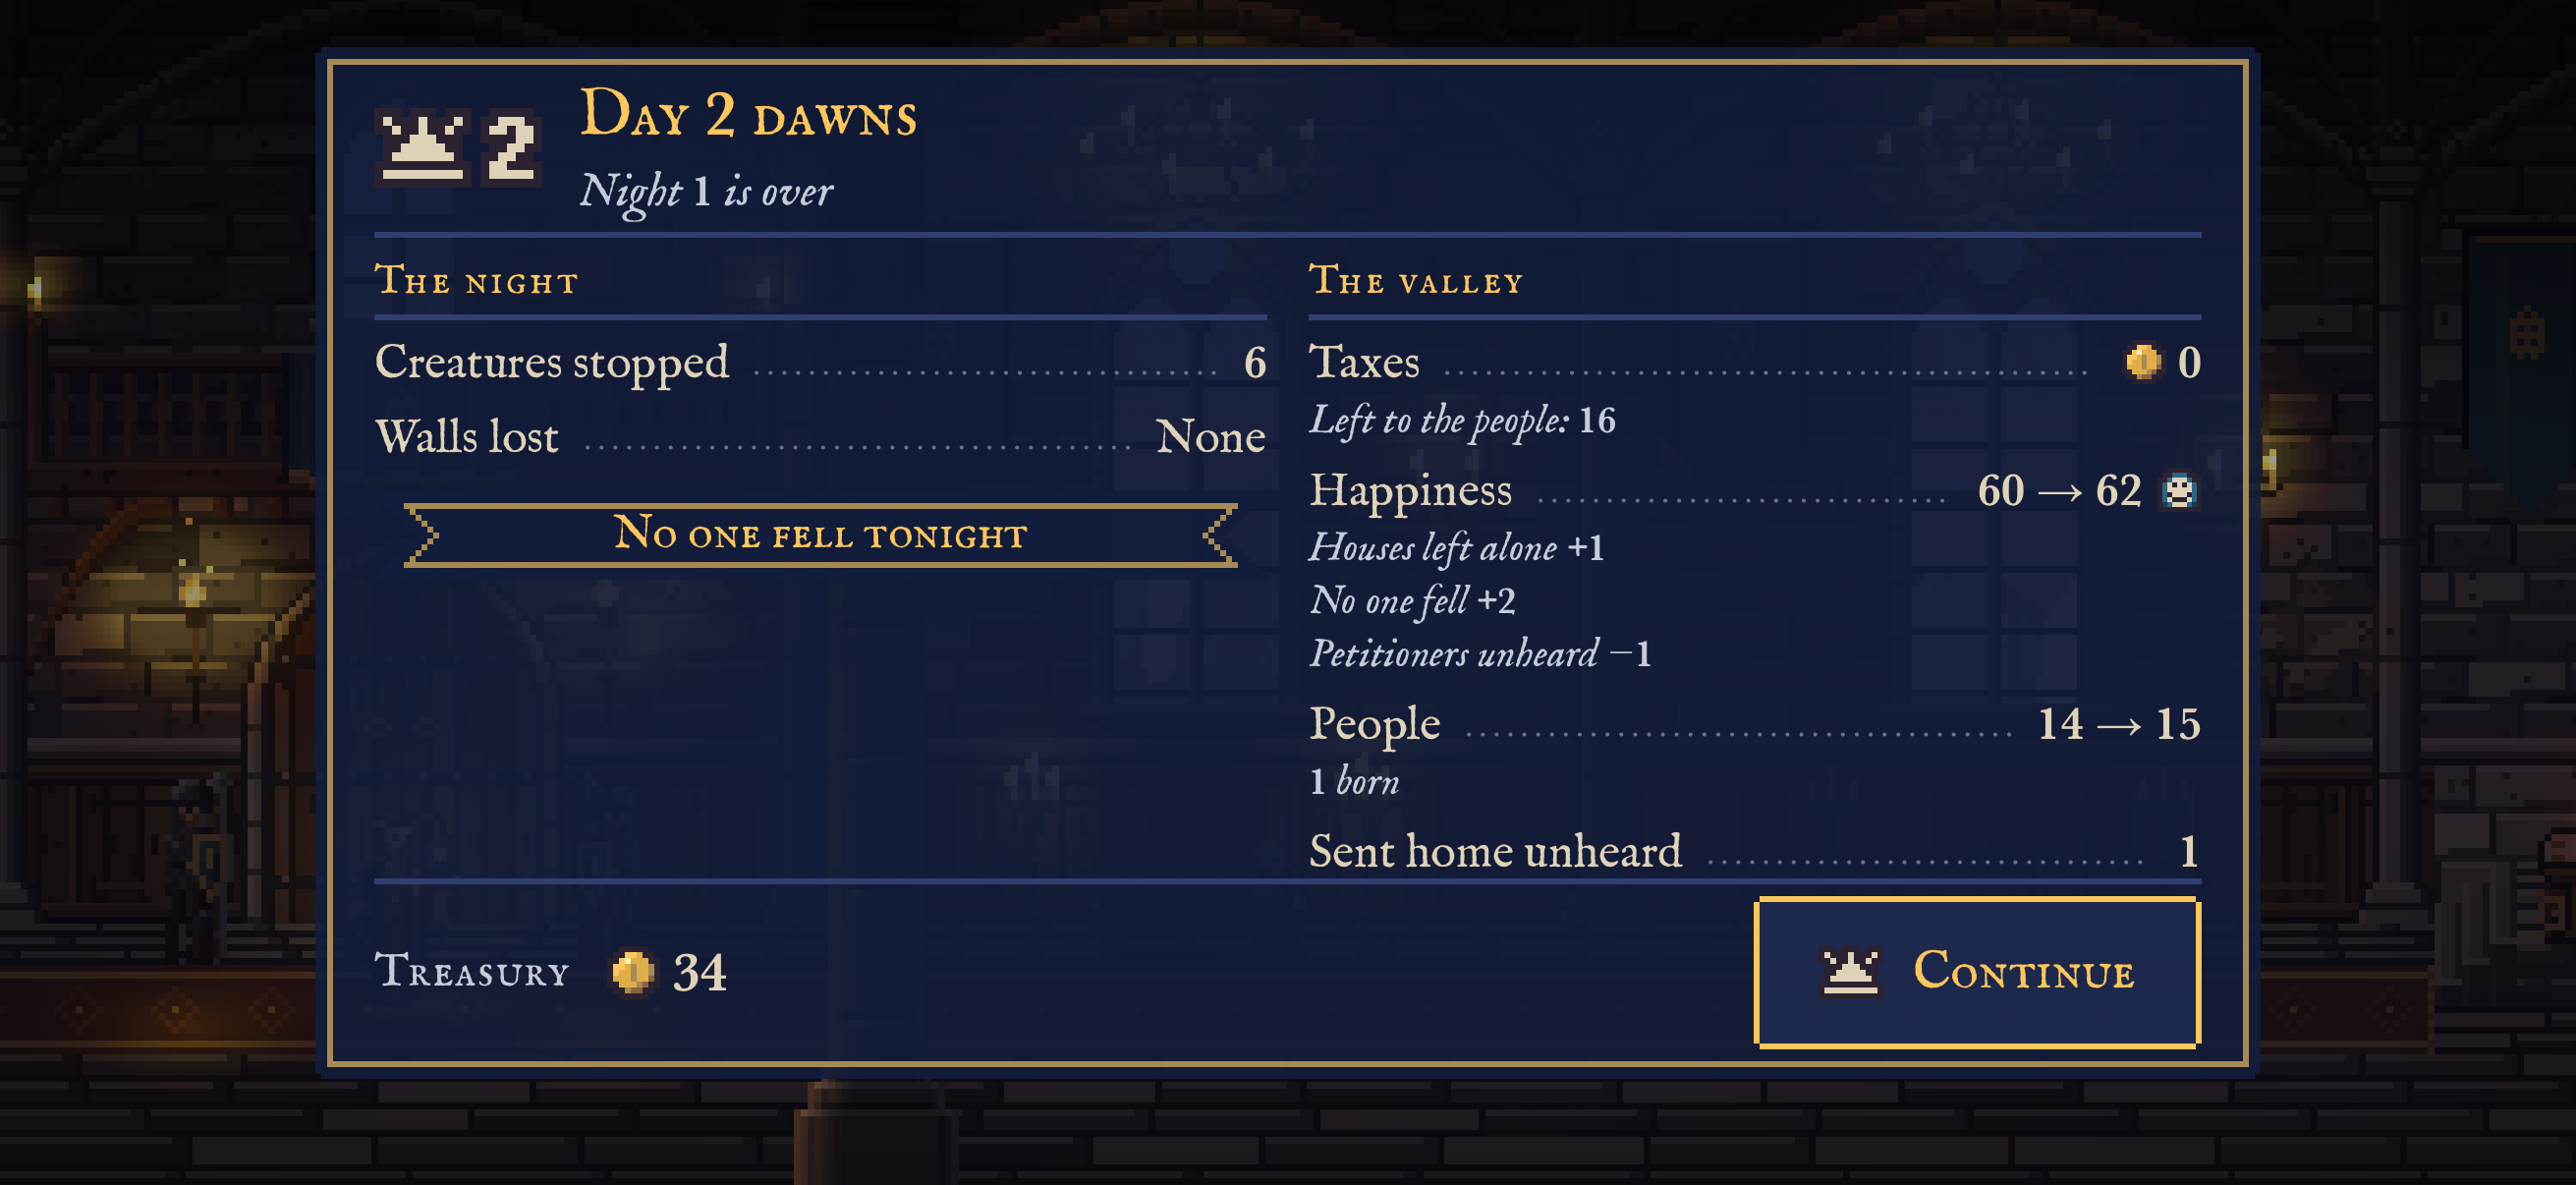 2
Day 2 dawns
Night 1 is over
The night
Creatures stopped 6
Walls lost None
No one fell tonight
The valley
Taxes 0
Left to the people: 16
Happiness 60 → 62
Houses left alone +1
No one fell +2
Petitioners unheard −1
People 14 → 15
1 born
Sent home unheard 1
Treasury 34
Continue